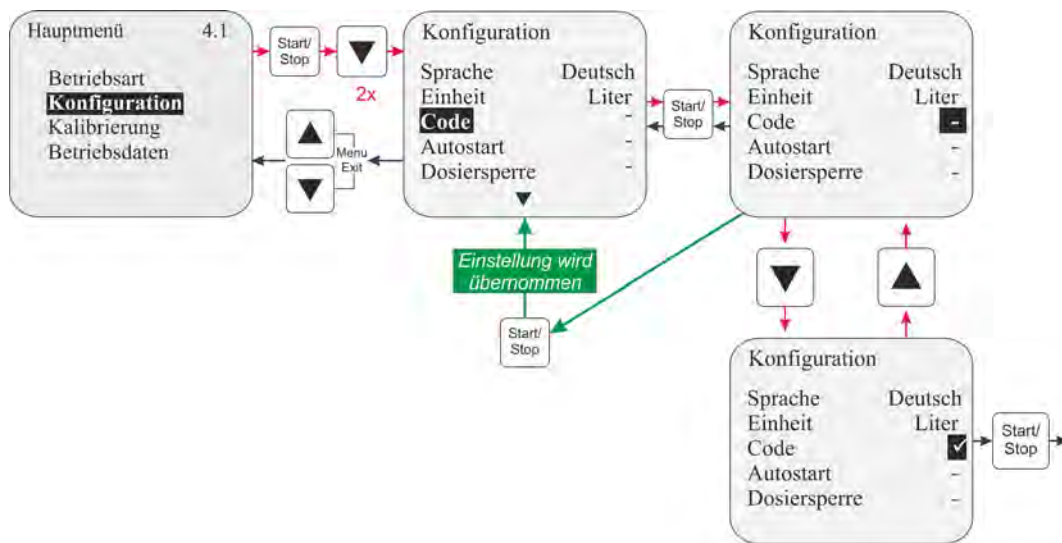 Hauptmenü 4.1
Betriebsart
Konfiguration
Kalibrierung
Betriebsdaten
Start/
Stop
2x
Menu
Exit
Konfiguration
Sprache Deutsch
Einheit Liter
Code -
Autostart -
Dosiersperre -
Start/
Stop
Konfiguration
Sprache Deutsch
Einheit Liter
Code -
Autostart -
Dosiersperre -
Einstellung wird
übernommen
Start/
Stop
Konfiguration
Sprache Deutsch
Einheit Liter
Code ✓
Autostart -
Dosiersperre -
Start/
Stop